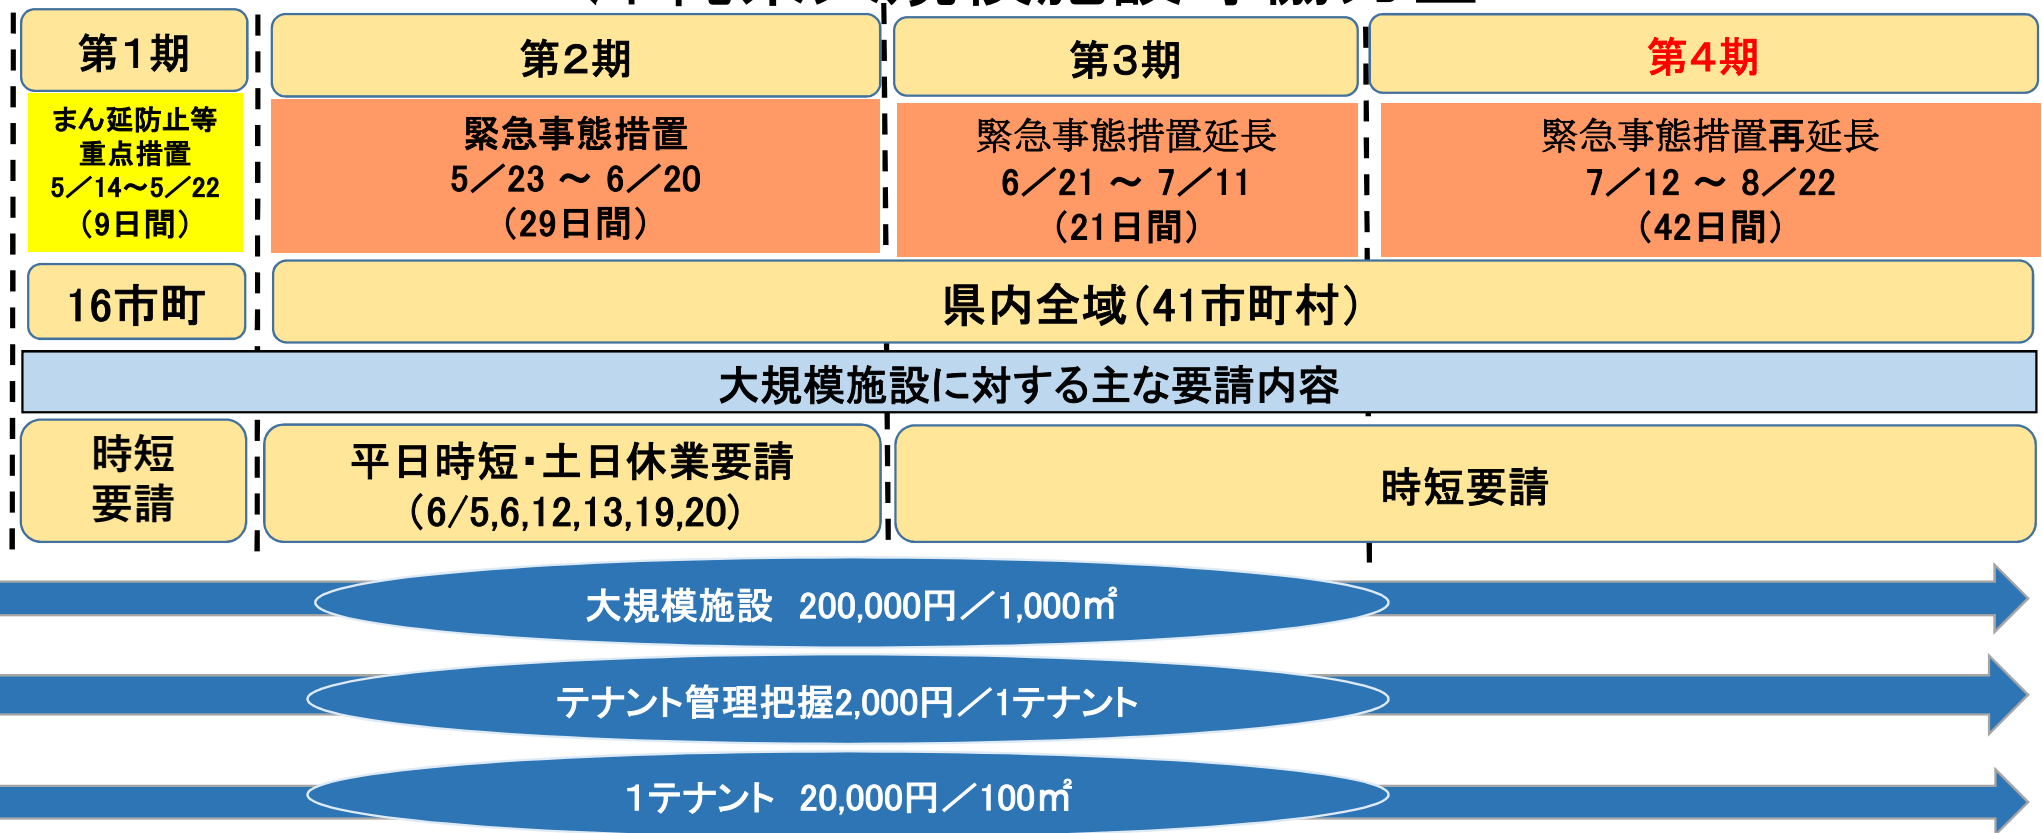 第1期
第2期
第3期
第4期
まん延防止等
重点措置
5／14～5／22
（9日間）
緊急事態措置
5／23 ～ 6／20
（29日間）
緊急事態措置延長
6／21 ～ 7／11
（21日間）
緊急事態措置再延長
7／12 ～ 8／22
（42日間）
16市町
県内全域（41市町村）
大規模施設に対する主な要請内容
時短
要請
平日時短・土日休業要請
（6/5,6,12,13,19,20）
時短要請
大規模施設　200,000円／1,000㎡
テナント管理把握2,000円／1テナント
1テナント　20,000円／100㎡